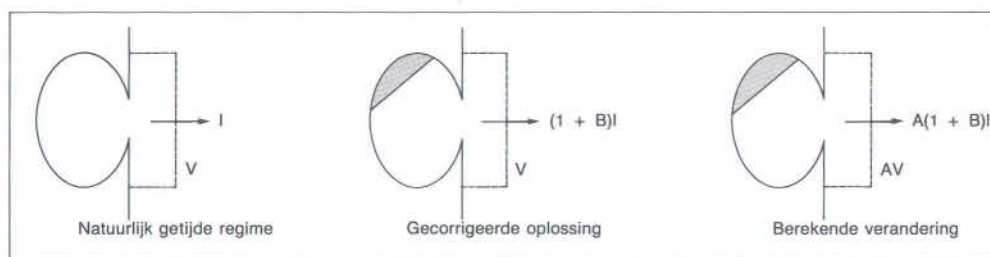 I
V
Natuurlijk getijde regime
(1 + B)I
V
Gecorrigeerde oplossing
A(1 + B)I
AV
Berekende verandering